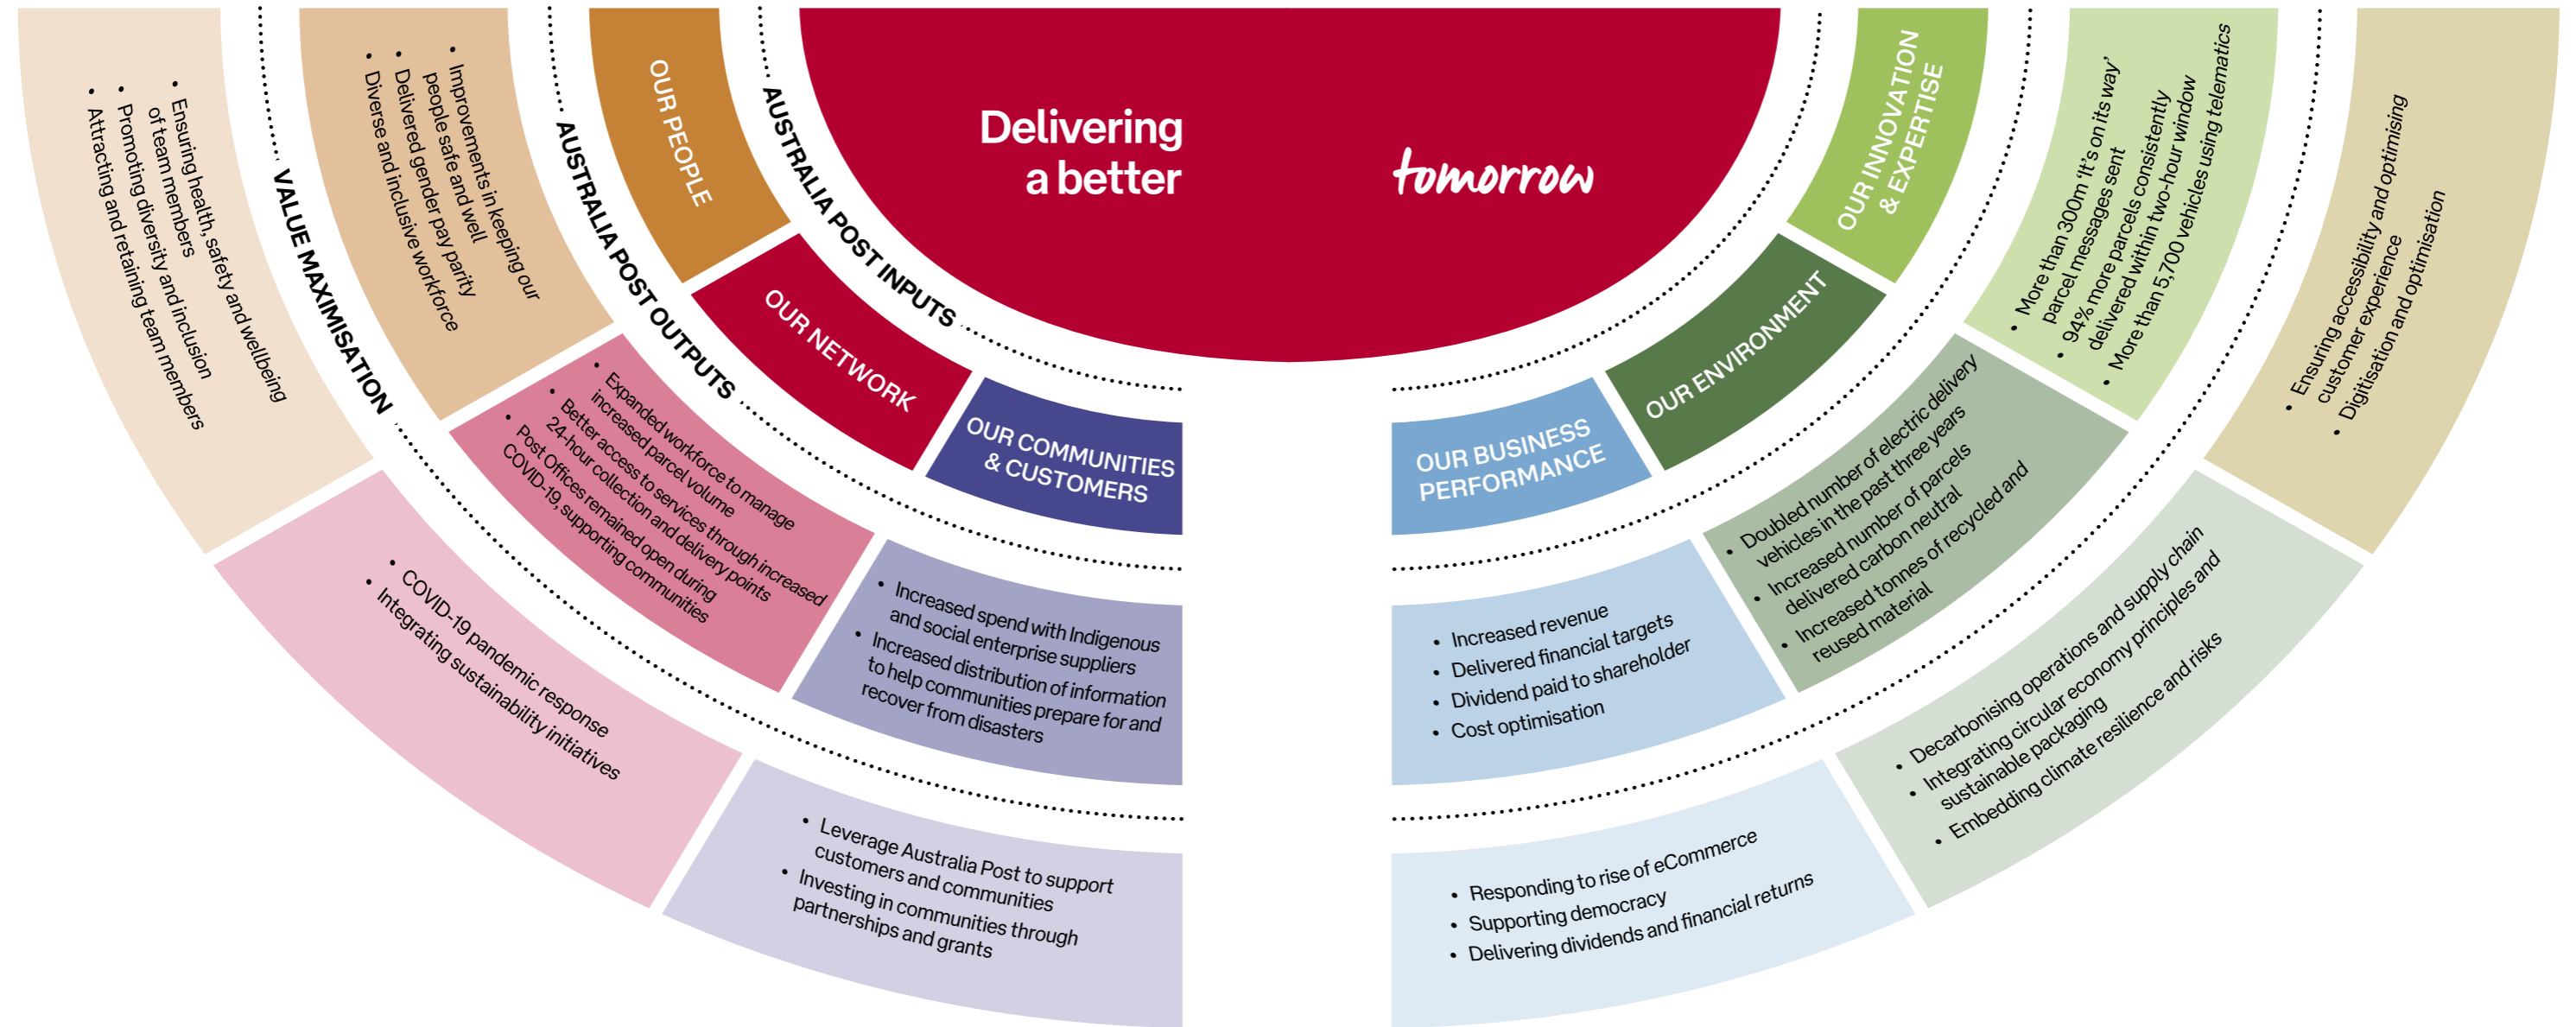 Delivering
a better
tomorrow
AUSTRALIA POST INPUTS
OUR PEOPLE
OUR NETWORK
OUR COMMUNITIES
& CUSTOMERS
OUR BUSINESS
PERFORMANCE
OUR ENVIRONMENT
OUR INNOVATION
& EXPERTISE
AUSTRALIA POST OUTPUTS
• Improvements in keeping our
people safe and well
• Delivered gender pay parity
• Diverse and inclusive workforce
• Expanded workforce to manage
increased parcel volume
• Better access to services through increased
24-hour collection and delivery points
• Post Offices remained open during
COVID-19, supporting communities
• Increased spend with Indigenous
and social enterprise suppliers
• Increased distribution of information
to help communities prepare for and
recover from disasters
• Increased revenue
• Delivered financial targets
• Dividend paid to shareholder
• Cost optimisation
• Doubled number of electric delivery
vehicles in the past three years
• Increased number of parcels
delivered carbon neutral
• Increased tonnes of recycled and
reused material
• More than 300m ‘It’s on its way’
parcel messages sent
• 94% more parcels consistently
delivered within two-hour window
• More than 5,700 vehicles using telematics
VALUE MAXIMISATION
• Ensuring health, safety and wellbeing
of team members
• Promoting diversity and inclusion
• Attracting and retaining team members
• COVID-19 pandemic response
• Integrating sustainability initiatives
• Leverage Australia Post to support
customers and communities
• Investing in communities through
partnerships and grants
• Responding to rise of eCommerce
• Supporting democracy
• Delivering dividends and financial returns
• Decarbonising operations and supply chain
• Integrating circular economy principles and
sustainable packaging
• Embedding climate resilience and risks
• Ensuring accessibility and optimising
customer experience
• Digitisation and optimisation